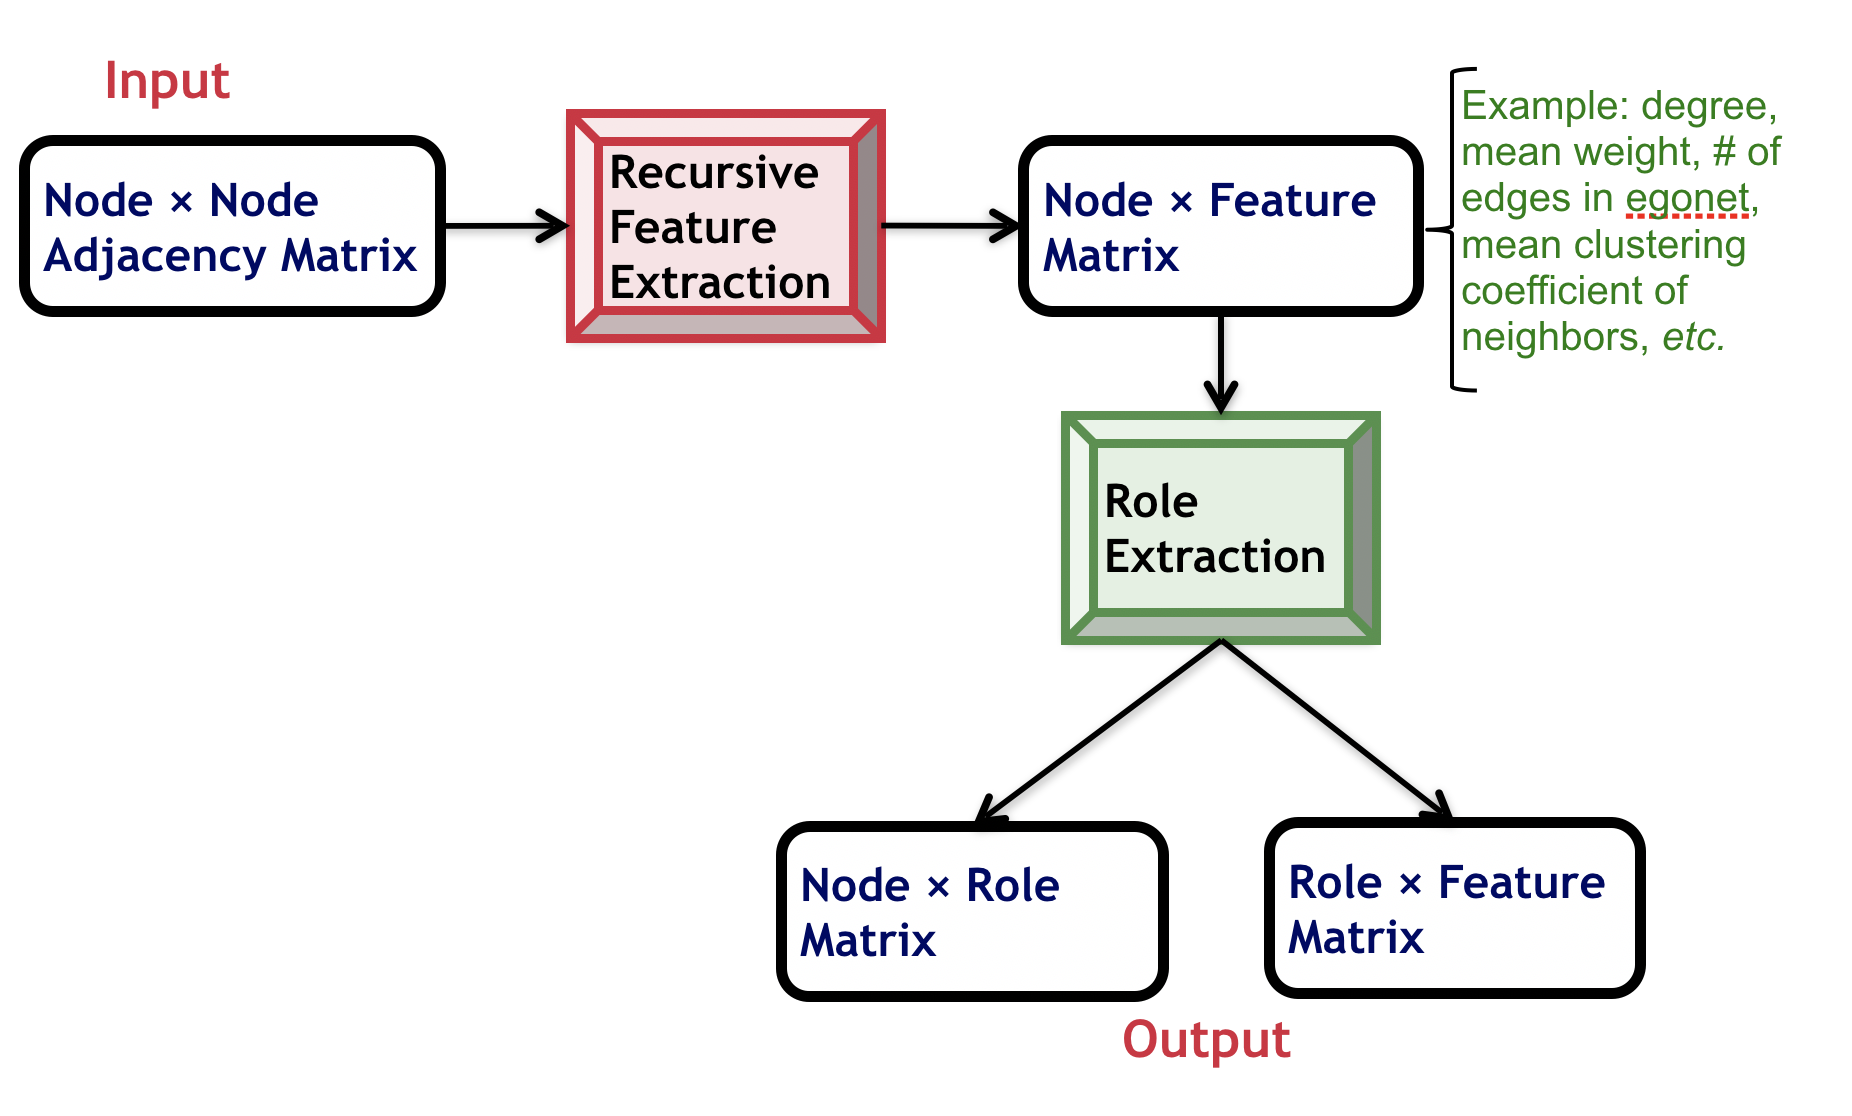 Input
Node × Node
Adjacency Matrix
Recursive
Feature
Extraction
Node × Feature
Matrix
Example: degree,
mean weight, # of
edges in egonet,
mean clustering
coefficient of
neighbors, etc.
Role
Extraction
Node × Role
Matrix
Role × Feature
Matrix
Output